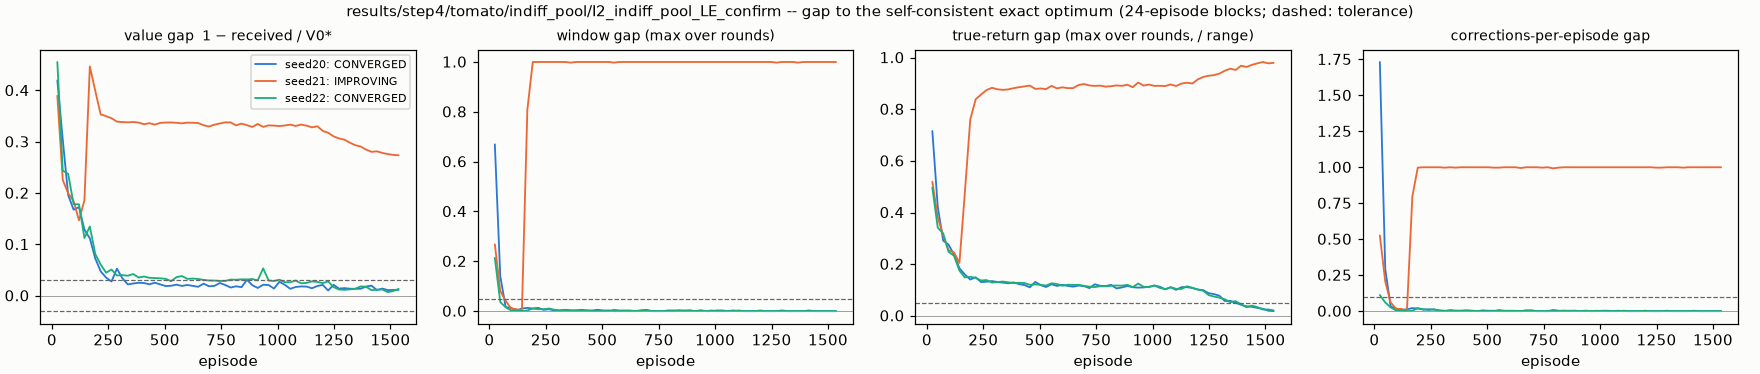 results/step4/tomato/indiff_pool/I2_indiff_pool_LE_confirm -- gap to the self-consistent exact optimum (24-episode blocks; dashed: tolerance)
value gap 1 − received / V0*
0.4
0.3
0.2
0.1
0.0
seed20: CONVERGED
seed21: IMPROVING
seed22: CONVERGED
0 250 500 750 1000 1250 1500
episode
window gap (max over rounds)
1.0
0.8
0.6
0.4
0.2
0.0
0 250 500 750 1000 1250 1500
episode
true-return gap (max over rounds, / range)
1.0
0.8
0.6
0.4
0.2
0.0
0 250 500 750 1000 1250 1500
episode
corrections-per-episode gap
1.75
1.50
1.25
1.00
0.75
0.50
0.25
0.00
0 250 500 750 1000 1250 1500
episode